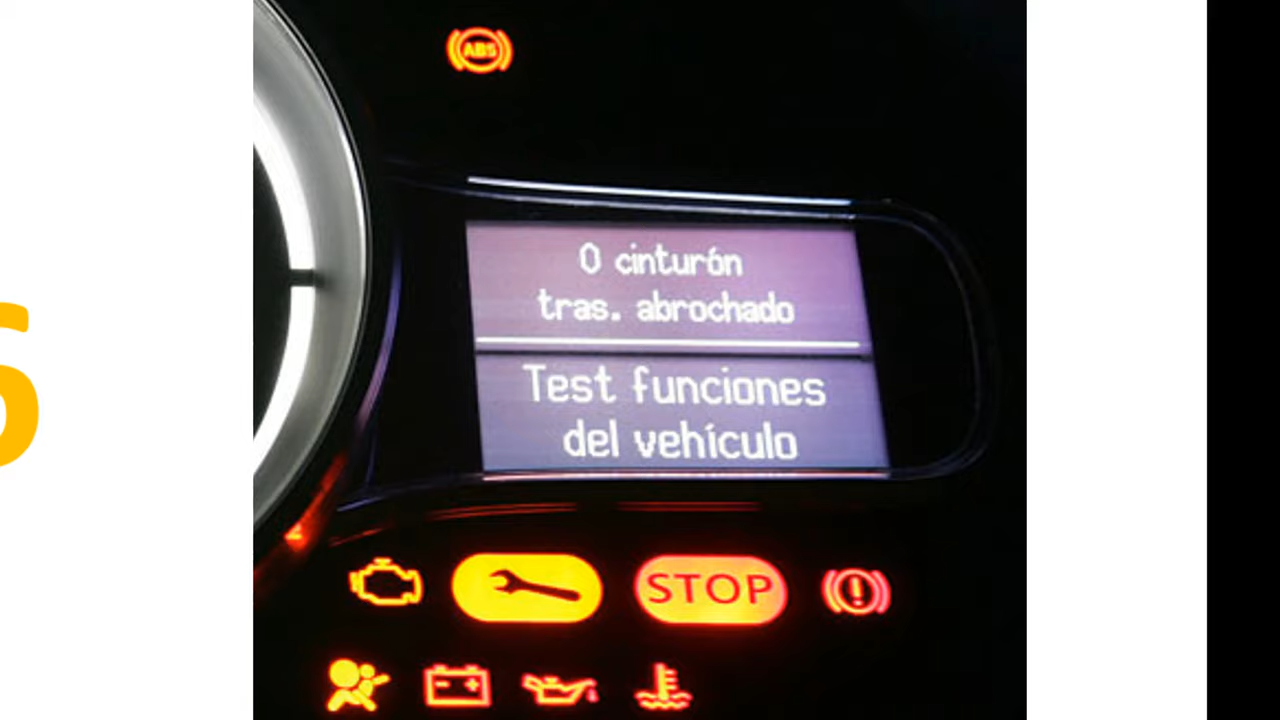 ABS
0 cinturón
tras. abrochado
Test funciones
del vehículo
STOP